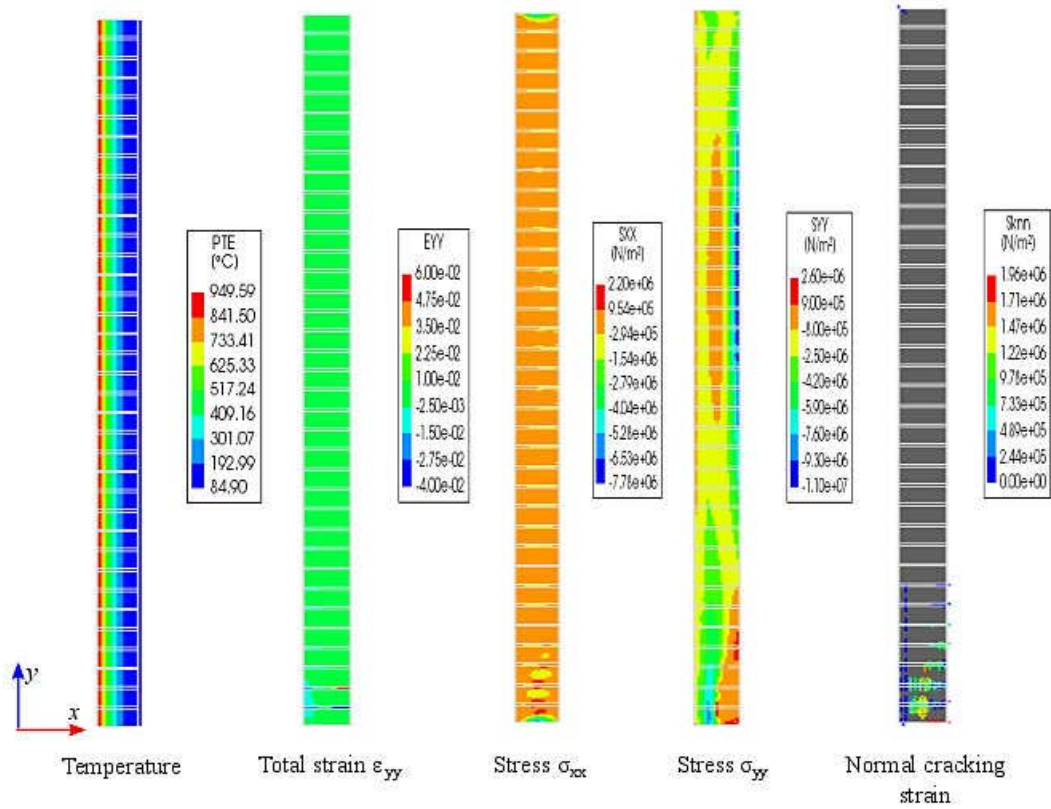 PTE
(°C)
949.59
841.50
733.41
625.33
517.24
409.16
301.07
192.99
84.90
EYY
6.00e-02
4.75e-02
3.50e-02
2.25e-02
1.00e-02
-2.50e-03
-1.50e-02
-2.75e-02
-4.00e-02
SXX
(N/m²)
2.20e+06
9.54e+05
-2.94e+05
-1.54e+06
-2.79e+06
-4.04e+06
-5.28e+06
-6.53e+06
-7.78e+06
SYY
(N/m²)
2.60e+06
9.00e+05
-8.00e+05
-2.50e+06
-4.20e+06
-5.90e+06
-7.60e+06
-9.30e+06
-1.10e+07
Sknn
(N/m²)
1.96e+06
1.71e+06
1.47e+06
1.22e+06
9.78e+05
7.33e+05
4.89e+05
2.44e+05
0.00e+00
y
x
Temperature
Total strain εyy
Stress σxx
Stress σyy
Normal cracking
strain